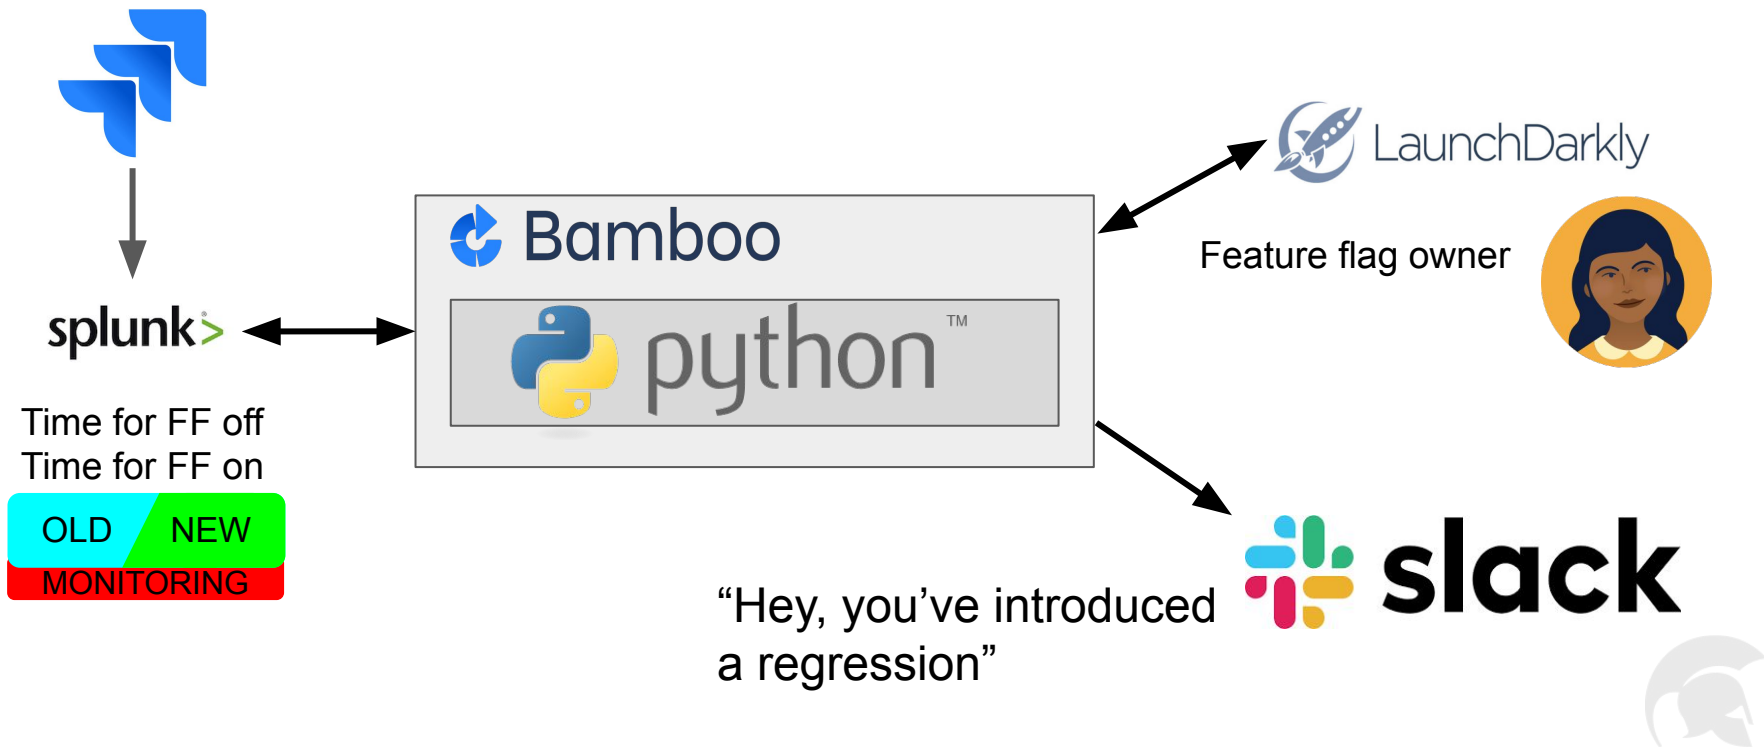 LaunchDarkly
Bamboo
Feature flag owner
splunk>
python™
Time for FF off
Time for FF on
OLD NEW
MONITORING
slack
“Hey, you’ve introduced
a regression”